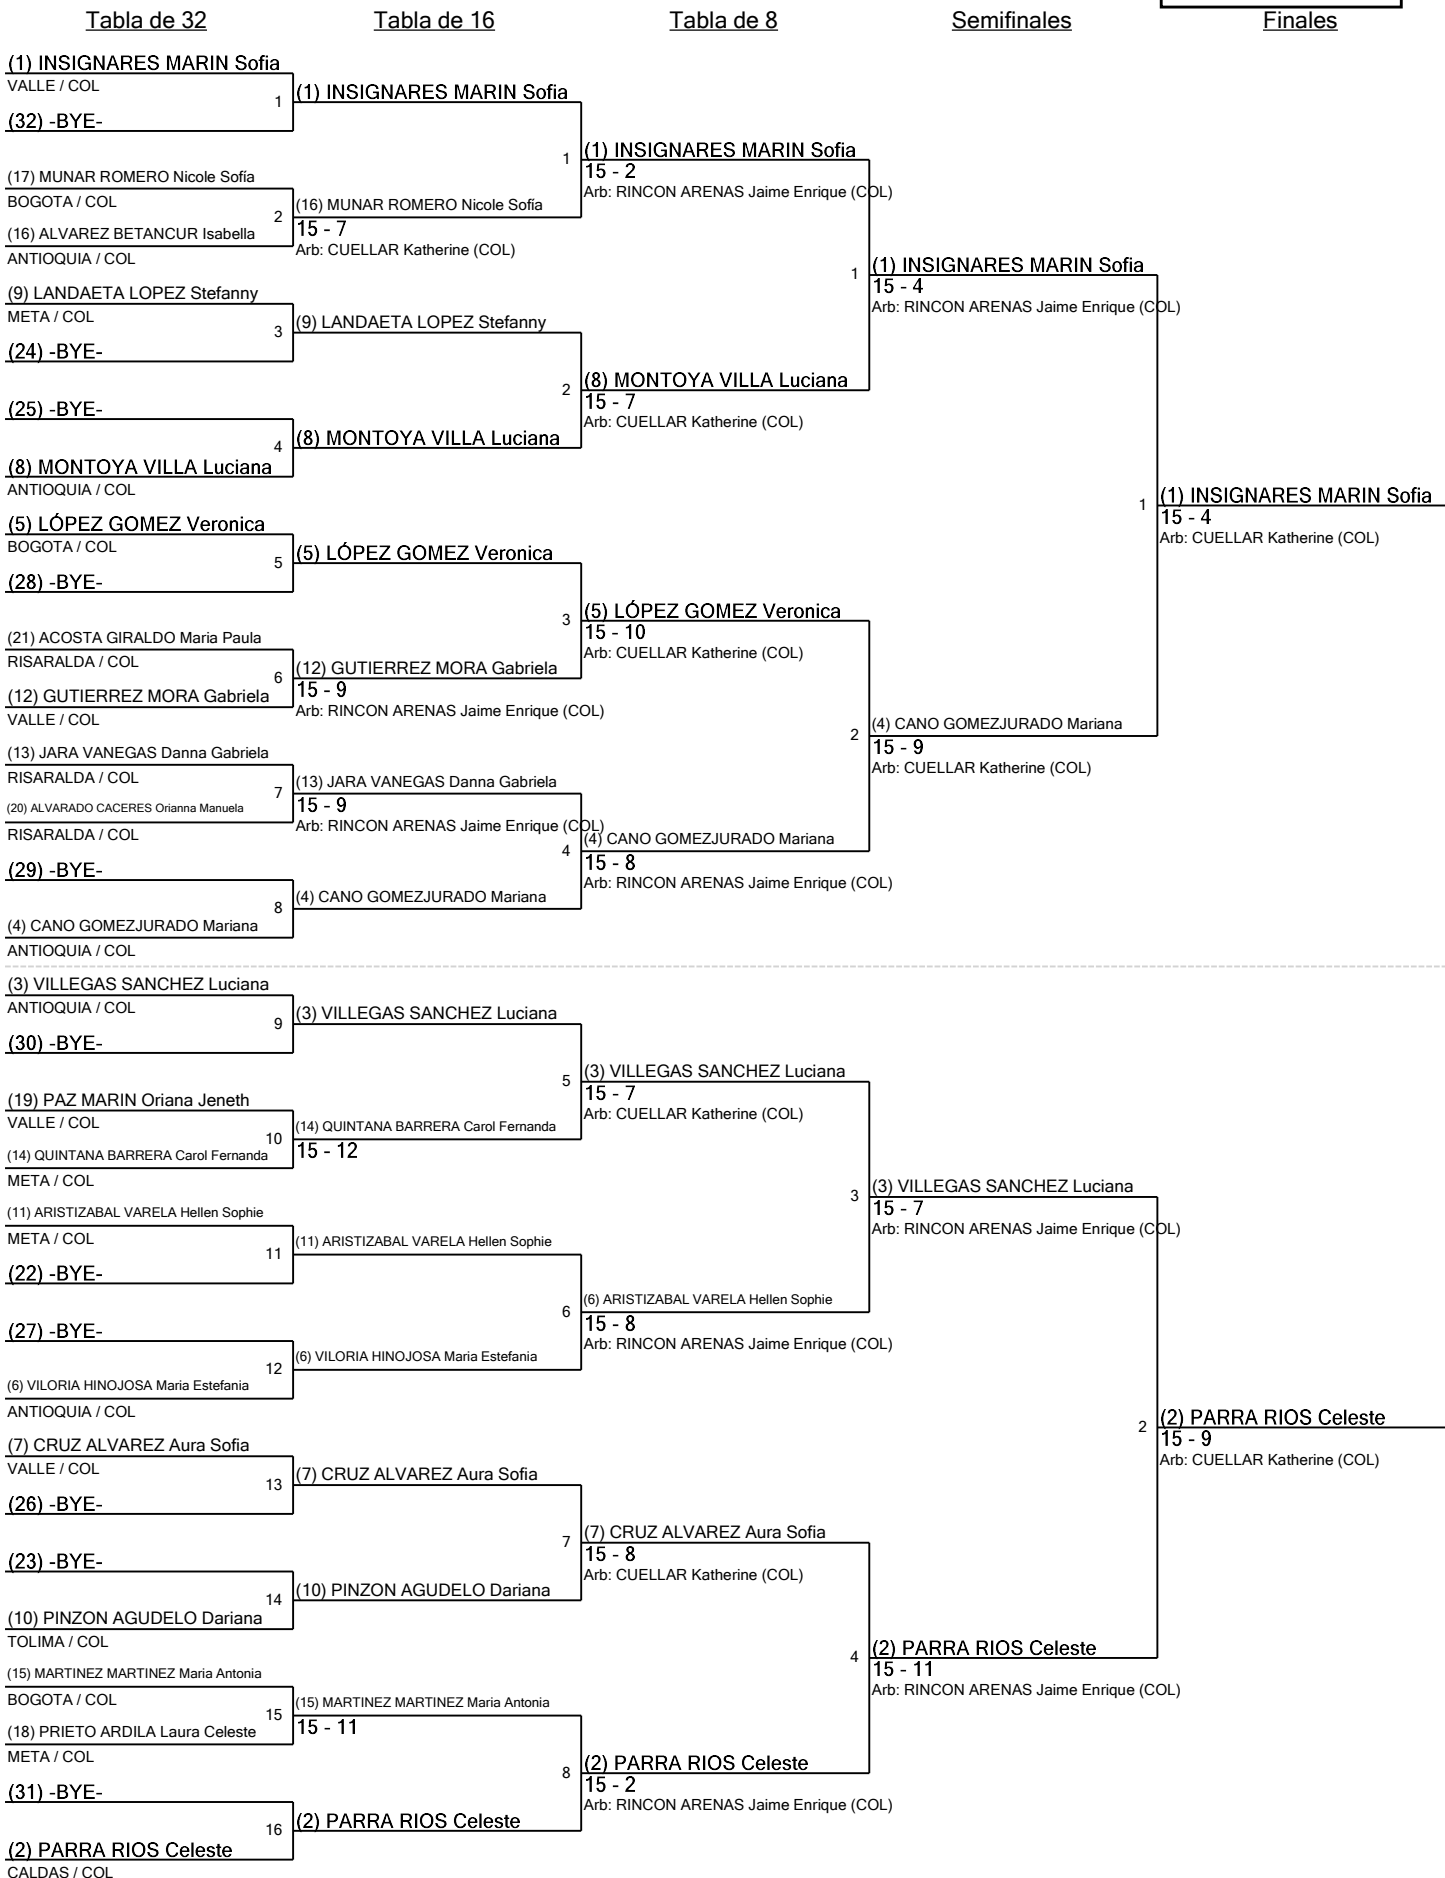 Tabla de 32
Tabla de 16
Tabla de 8
Semifinales
Finales
(1) INSIGNARES MARIN Sofia
VALLE / COL
1
(32) -BYE-
(17) MUNAR ROMERO Nicole Sofía
BOGOTA / COL
2
(16) ALVAREZ BETANCUR Isabella
ANTIOQUIA / COL
(9) LANDAETA LOPEZ Stefanny
META / COL
3
(24) -BYE-
(25) -BYE-
4
(8) MONTOYA VILLA Luciana
ANTIOQUIA / COL
(5) LÓPEZ GOMEZ Veronica
BOGOTA / COL
5
(28) -BYE-
(21) ACOSTA GIRALDO Maria Paula
RISARALDA / COL
6
(12) GUTIERREZ MORA Gabriela
VALLE / COL
(13) JARA VANEGAS Danna Gabriela
RISARALDA / COL
7
(20) ALVARADO CACERES Orianna Manuela
RISARALDA / COL
(29) -BYE-
8
(4) CANO GOMEZJURADO Mariana
ANTIOQUIA / COL
(3) VILLEGAS SANCHEZ Luciana
ANTIOQUIA / COL
9
(30) -BYE-
(19) PAZ MARIN Oriana Jeneth
VALLE / COL
10
(14) QUINTANA BARRERA Carol Fernanda
META / COL
(11) ARISTIZABAL VARELA Hellen Sophie
META / COL
11
(22) -BYE-
(27) -BYE-
12
(6) VILORIA HINOJOSA Maria Estefania
ANTIOQUIA / COL
(7) CRUZ ALVAREZ Aura Sofia
VALLE / COL
13
(26) -BYE-
(23) -BYE-
14
(10) PINZON AGUDELO Dariana
TOLIMA / COL
(15) MARTINEZ MARTINEZ Maria Antonia
BOGOTA / COL
15
(18) PRIETO ARDILA Laura Celeste
META / COL
(31) -BYE-
16
(2) PARRA RIOS Celeste
CALDAS / COL
(1) INSIGNARES MARIN Sofia
1
(16) MUNAR ROMERO Nicole Sofía
15 - 7
Arb: CUELLAR Katherine (COL)
(9) LANDAETA LOPEZ Stefanny
2
(8) MONTOYA VILLA Luciana
(5) LÓPEZ GOMEZ Veronica
3
(12) GUTIERREZ MORA Gabriela
15 - 9
Arb: RINCON ARENAS Jaime Enrique (COL)
(13) JARA VANEGAS Danna Gabriela
15 - 9
Arb: RINCON ARENAS Jaime Enrique (COL)
4
(4) CANO GOMEZJURADO Mariana
(3) VILLEGAS SANCHEZ Luciana
5
(14) QUINTANA BARRERA Carol Fernanda
15 - 12
(11) ARISTIZABAL VARELA Hellen Sophie
6
(6) VILORIA HINOJOSA Maria Estefania
(7) CRUZ ALVAREZ Aura Sofia
7
(10) PINZON AGUDELO Dariana
(15) MARTINEZ MARTINEZ Maria Antonia
15 - 11
8
(2) PARRA RIOS Celeste
(1) INSIGNARES MARIN Sofia
15 - 2
Arb: RINCON ARENAS Jaime Enrique (COL)
1
(8) MONTOYA VILLA Luciana
15 - 7
Arb: CUELLAR Katherine (COL)
(5) LÓPEZ GOMEZ Veronica
15 - 10
Arb: CUELLAR Katherine (COL)
2
(4) CANO GOMEZJURADO Mariana
15 - 8
Arb: RINCON ARENAS Jaime Enrique (COL)
(3) VILLEGAS SANCHEZ Luciana
15 - 7
Arb: CUELLAR Katherine (COL)
3
(6) ARISTIZABAL VARELA Hellen Sophie
15 - 8
Arb: RINCON ARENAS Jaime Enrique (COL)
(7) CRUZ ALVAREZ Aura Sofia
15 - 8
Arb: CUELLAR Katherine (COL)
4
(2) PARRA RIOS Celeste
15 - 2
Arb: RINCON ARENAS Jaime Enrique (COL)
(1) INSIGNARES MARIN Sofia
15 - 4
Arb: RINCON ARENAS Jaime Enrique (COL)
1
(4) CANO GOMEZJURADO Mariana
15 - 9
Arb: CUELLAR Katherine (COL)
(3) VILLEGAS SANCHEZ Luciana
15 - 7
Arb: RINCON ARENAS Jaime Enrique (COL)
2
(2) PARRA RIOS Celeste
15 - 11
Arb: RINCON ARENAS Jaime Enrique (COL)
(1) INSIGNARES MARIN Sofia
15 - 4
Arb: CUELLAR Katherine (COL)
(2) PARRA RIOS Celeste
15 - 9
Arb: CUELLAR Katherine (COL)